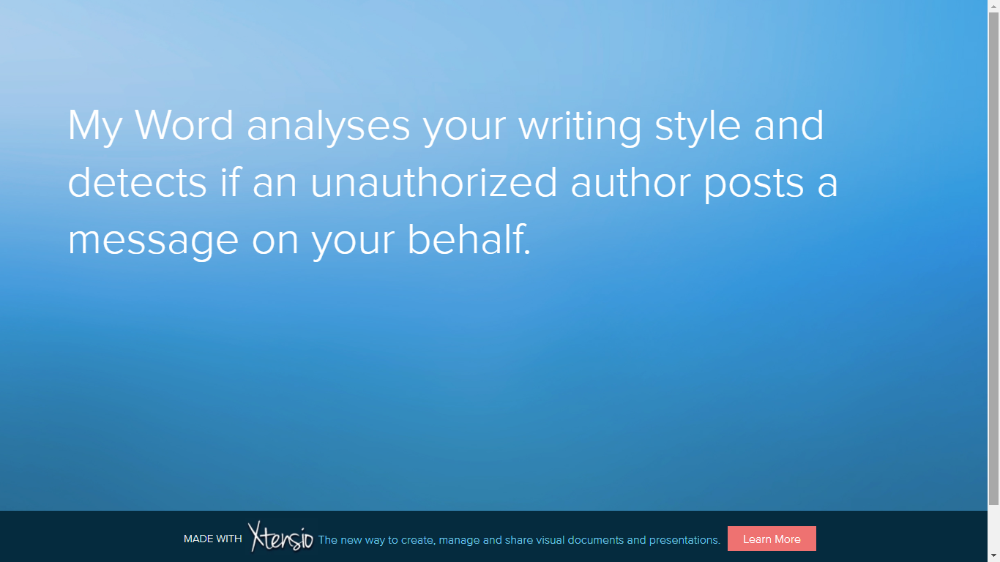 My Word analyses your writing style and
detects if an unauthorized author posts a
message on your behalf.
MADE WITH Xtensio The new way to create, manage and share visual documents and presentations. Learn More